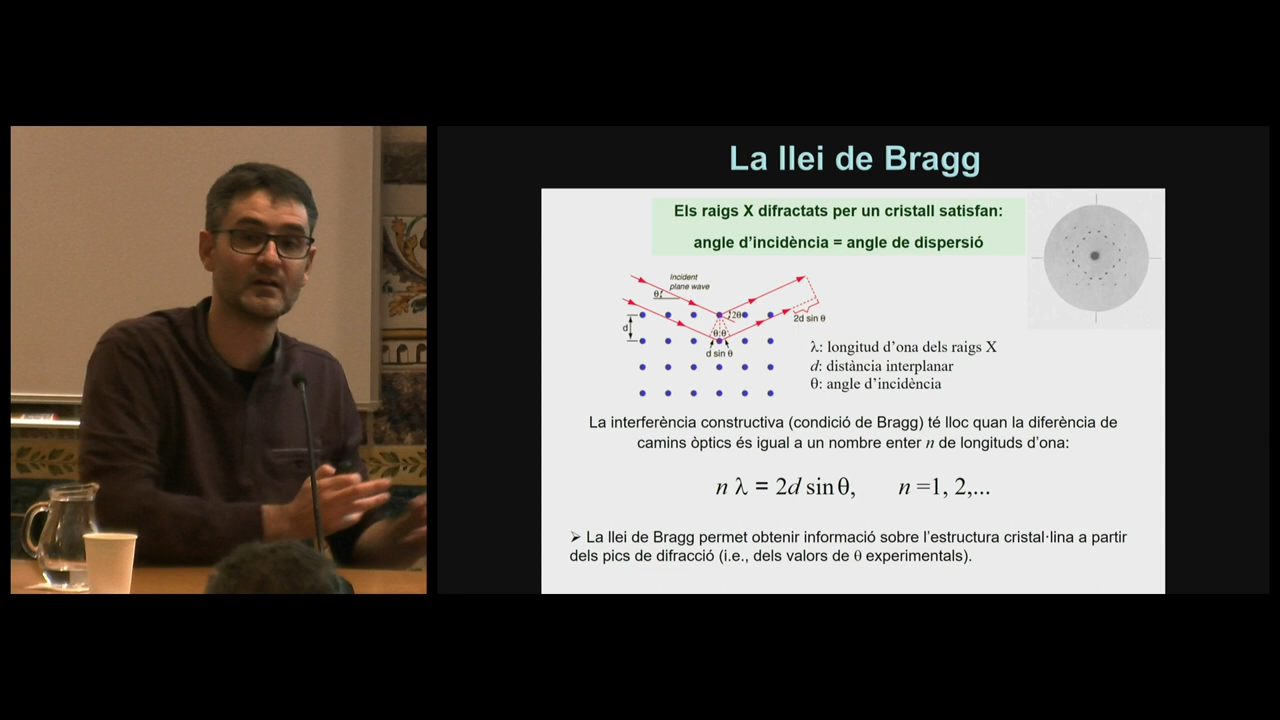 La llei de Bragg
Els raigs X difractats per un cristall satisfan:
angle d’incidència = angle de dispersió
Incident
plane wave
θ
2θ
d
θ θ
d sin θ
2d sin θ
λ: longitud d’ona dels raigs X
d: distància interplanar
θ: angle d’incidència
La interferència constructiva (condició de Bragg) té lloc quan la diferència de
camins òptics és igual a un nombre enter n de longituds d’ona:
n λ = 2d sin θ, n =1, 2,...
➢ La llei de Bragg permet obtenir informació sobre l’estructura cristal·lina a partir
dels pics de difracció (i.e., dels valors de θ experimentals).